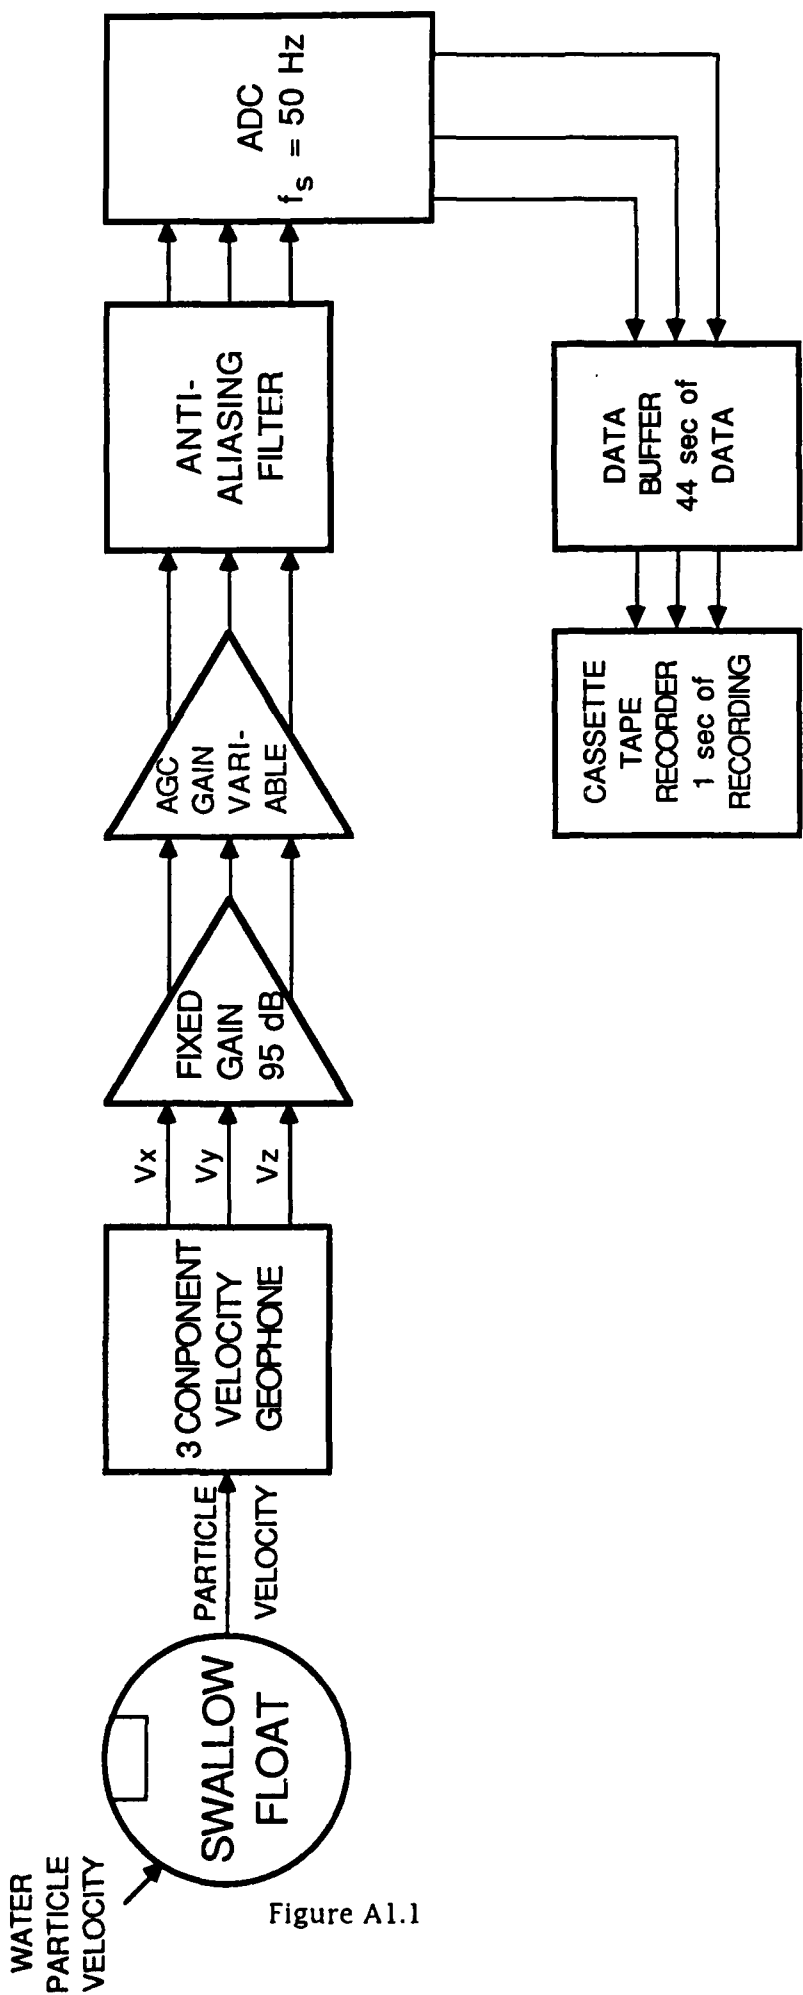 WATER
PARTICLE
VELOCITY
SWALLOW
FLOAT
PARTICLE
VELOCITY
3 CONPONENT
VELOCITY
GEOPHONE
Vx
Vy
Vz
FIXED
GAIN
95 dB
AGC
GAIN
VARI-
ABLE
ANTI-
ALIASING
FILTER
ADC
fs = 50 Hz
DATA
BUFFER
44 sec of
DATA
CASSETTE
TAPE
RECORDER
1 sec of
RECORDING
Figure A1.1